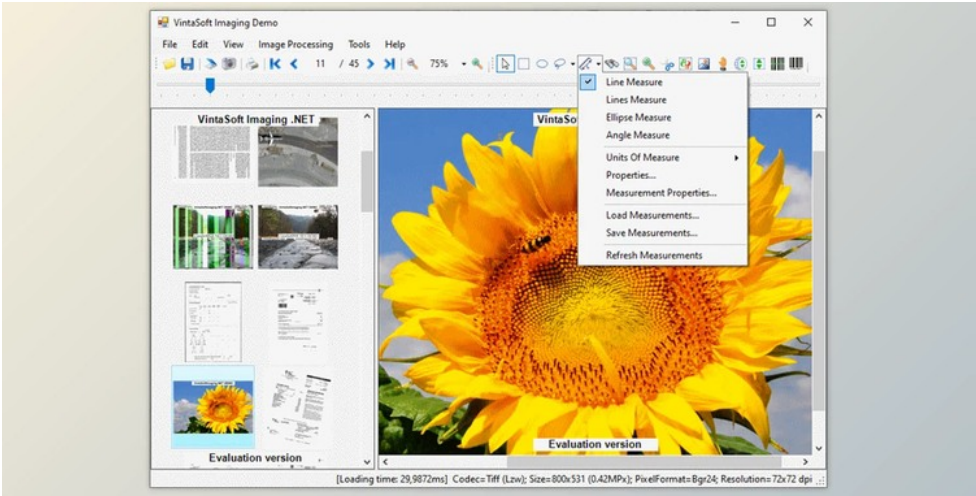 VintaSoft Imaging Demo
File Edit View Image Processing Tools Help
11 / 45 75%
Line Measure
Lines Measure
Ellipse Measure
Angle Measure
Units Of Measure
Properties...
Measurement Properties...
Load Measurements...
Save Measurements...
Refresh Measurements
VintaSoft Imaging .NET
VintaSo
Evaluation version
Evaluation version
[Loading time: 29,9872ms] Codec=Tiff (Lzw); Size=800x531 (0.42MPx); PixelFormat=Bgr24; Resolution=72x72 dpi